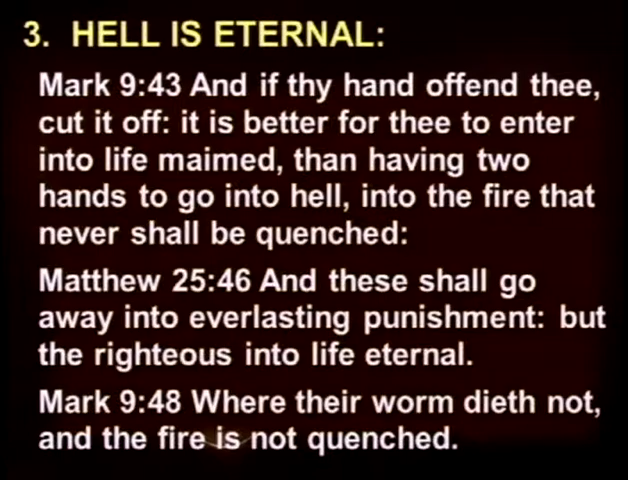 3. HELL IS ETERNAL:
Mark 9:43 And if thy hand offend thee,
cut it off: it is better for thee to enter
into life maimed, than having two
hands to go into hell, into the fire that
never shall be quenched:
Matthew 25:46 And these shall go
away into everlasting punishment: but
the righteous into life eternal.
Mark 9:48 Where their worm dieth not,
and the fire is not quenched.